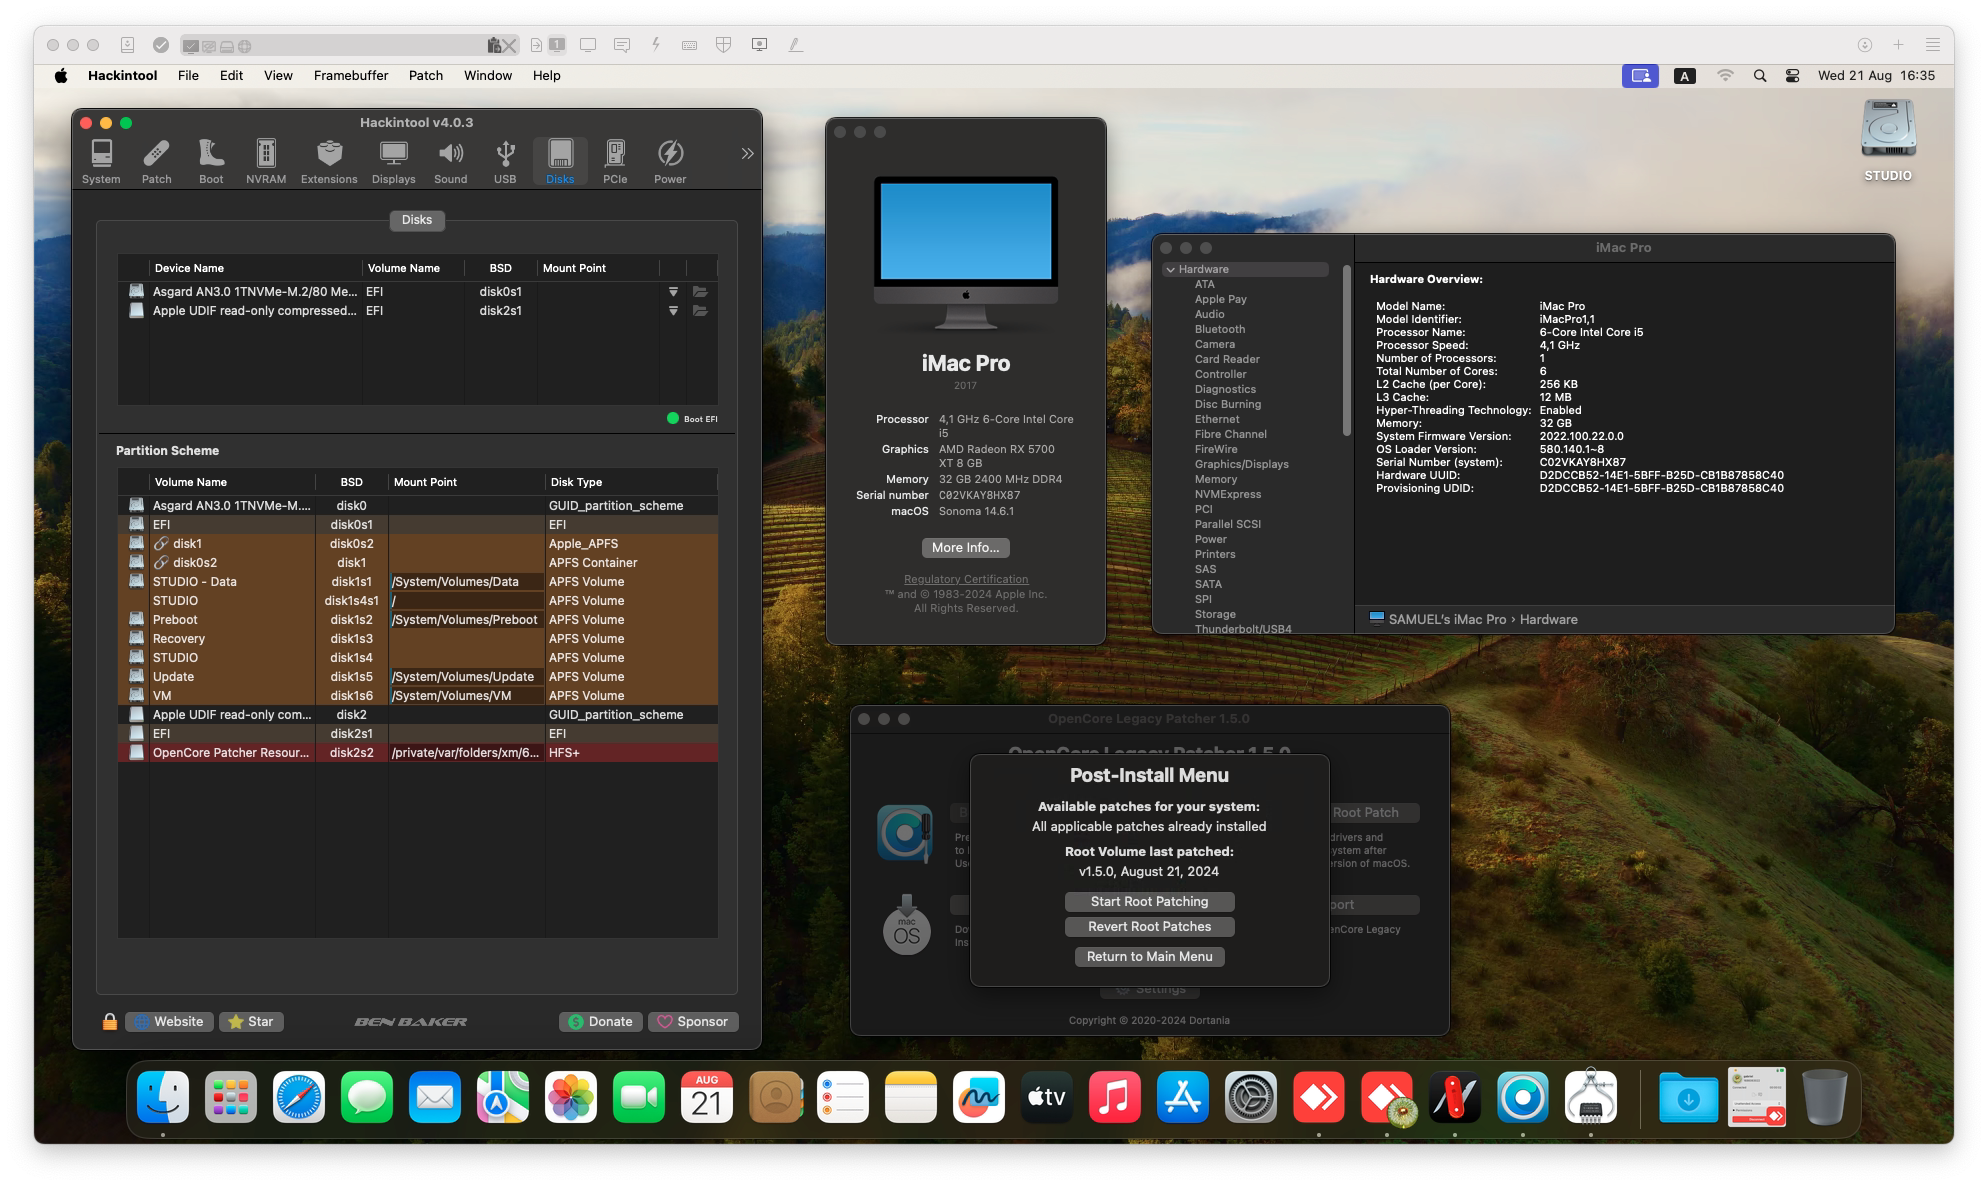 1
Hackintool File Edit View Framebuffer Patch Window Help
A
Wed 21 Aug 16:35
STUDIO
Hackintool v4.0.3
System Patch Boot NVRAM Extensions Displays Sound USB Disks PCIe Power
Disks
Device Name Volume Name BSD Mount Point
Asgard AN3.0 1TNVMe-M.2/80 Me... EFI disk0s1
Apple UDIF read-only compressed... EFI disk2s1
Boot EFI
Partition Scheme
Volume Name BSD Mount Point Disk Type
Asgard AN3.0 1TNVMe-M.... disk0 GUID_partition_scheme
EFI disk0s1 EFI
disk1 disk0s2 Apple_APFS
disk0s2 disk1 APFS Container
STUDIO - Data disk1s1 /System/Volumes/Data APFS Volume
STUDIO disk1s4s1 / APFS Volume
Preboot disk1s2 /System/Volumes/Preboot APFS Volume
Recovery disk1s3 APFS Volume
STUDIO disk1s4 APFS Volume
Update disk1s5 /System/Volumes/Update APFS Volume
VM disk1s6 /System/Volumes/VM APFS Volume
Apple UDIF read-only com... disk2 GUID_partition_scheme
EFI disk2s1 EFI
OpenCore Patcher Resour... disk2s2 /private/var/folders/xm/6... HFS+
Website Star BEN BAKER Donate Sponsor
iMac Pro
2017
Processor 4,1 GHz 6-Core Intel Core
i5
Graphics AMD Radeon RX 5700
XT 8 GB
Memory 32 GB 2400 MHz DDR4
Serial number C02VKAY8HX87
macOS Sonoma 14.6.1
More Info...
Regulatory Certification
™ and © 1983-2024 Apple Inc.
All Rights Reserved.
iMac Pro
Hardware
ATA
Apple Pay
Audio
Bluetooth
Camera
Card Reader
Controller
Diagnostics
Disc Burning
Ethernet
Fibre Channel
FireWire
Graphics/Displays
Memory
NVMExpress
PCI
Parallel SCSI
Power
Printers
SAS
SATA
SPI
Storage
Thunderbolt/USB4
Hardware Overview:
Model Name: iMac Pro
Model Identifier: iMacPro1,1
Processor Name: 6-Core Intel Core i5
Processor Speed: 4,1 GHz
Number of Processors: 1
Total Number of Cores: 6
L2 Cache (per Core): 256 KB
L3 Cache: 12 MB
Hyper-Threading Technology: Enabled
Memory: 32 GB
System Firmware Version: 2022.100.22.0.0
OS Loader Version: 580.140.1~8
Serial Number (system): C02VKAY8HX87
Hardware UUID: D2DCCB52-14E1-5BFF-B25D-CB1B87858C40
Provisioning UDID: D2DCCB52-14E1-5BFF-B25D-CB1B87858C40
SAMUEL's iMac Pro › Hardware
OpenCore Legacy Patcher 1.5.0
OpenCore Legacy Patcher 1.5.0
Post-Install Menu
Available patches for your system:
All applicable patches already installed
Root Volume last patched:
v1.5.0, August 21, 2024
Start Root Patching
Revert Root Patches
Return to Main Menu
B
Pre
to I
Us
Root Patch
drivers and
ystem after
ersion of macOS.
mac
OS
Do
Ins
port
enCore Legacy
Settings
Copyright © 2020-2024 Dortania
AUG
21
tv